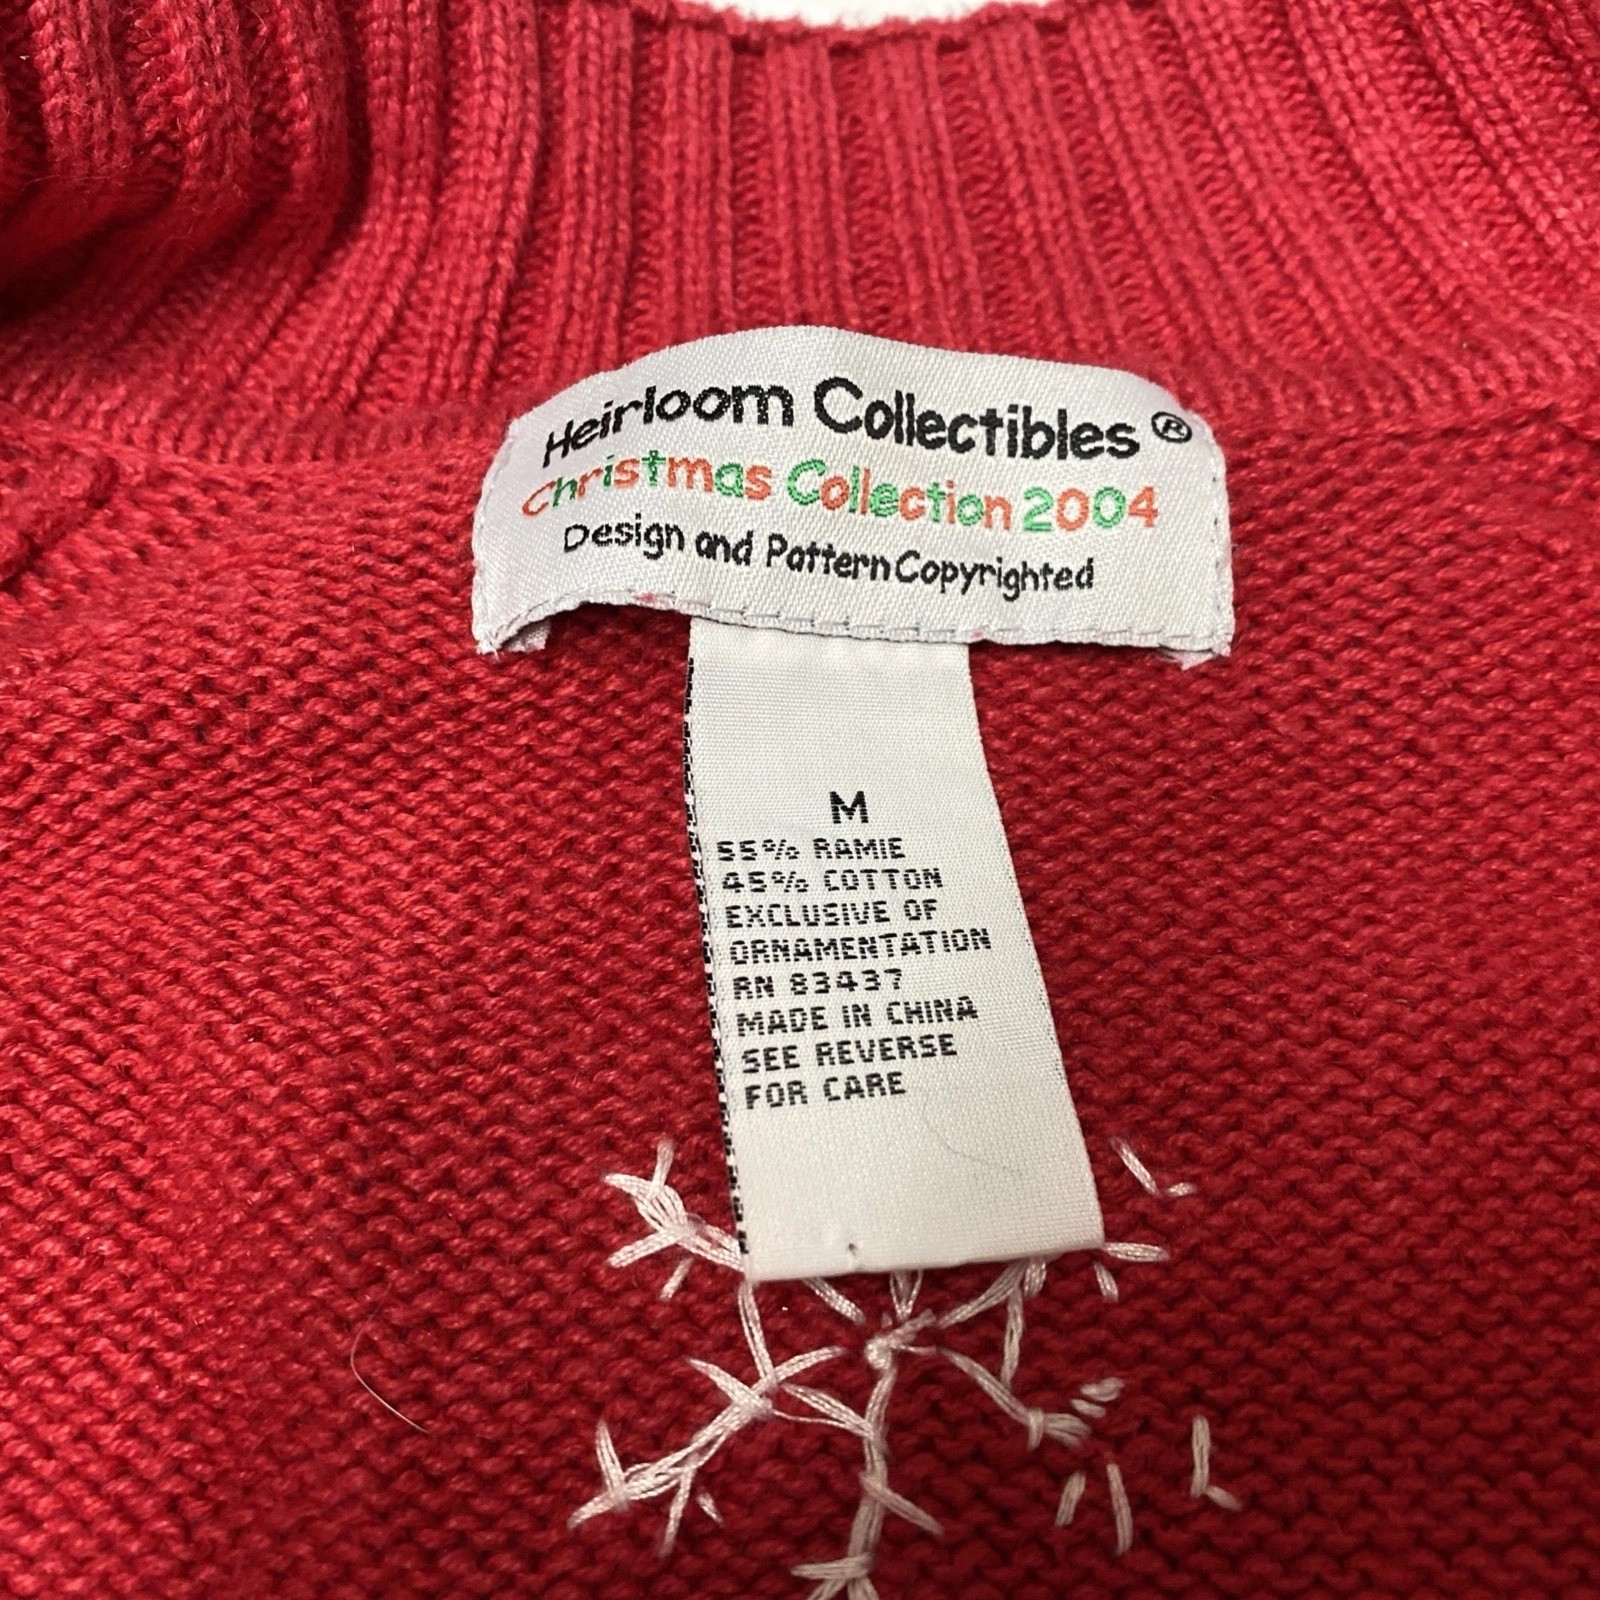 Heirloom Collectibles®
Christmas Collection 2004
Design and Pattern Copyrighted
M
55% RAMIE
45% COTTON
EXCLUSIVE OF
ORNAMENTATION
RN 83437
MADE IN CHINA
SEE REVERSE
FOR CARE